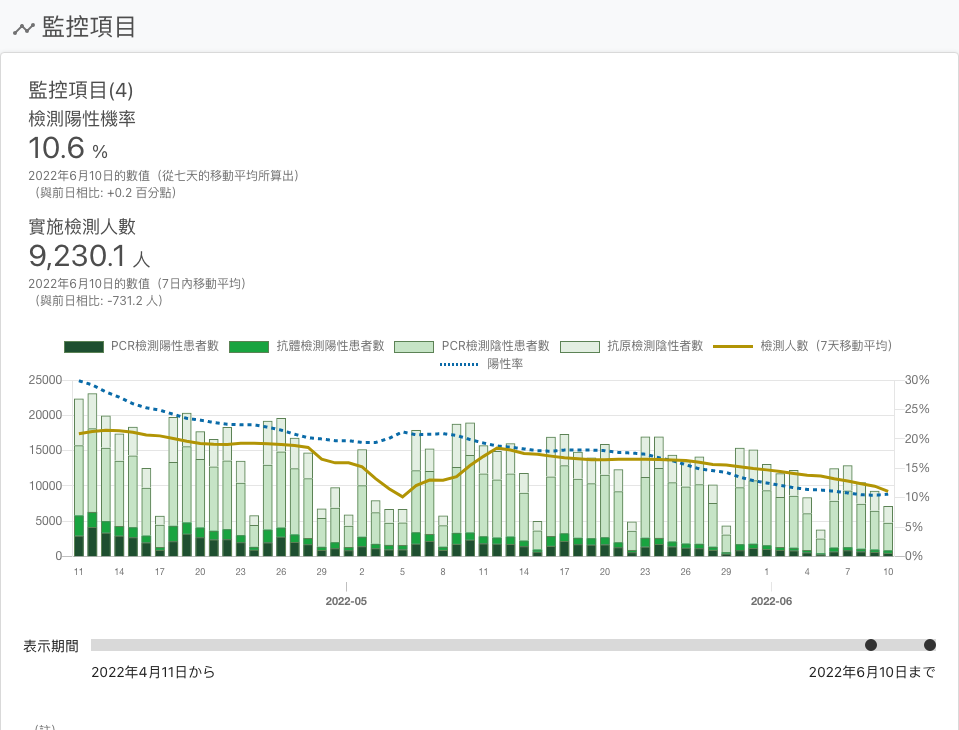 監控項目
監控項目(4)
檢測陽性機率
10.6 %
2022年6月10日的數值（從七天的移動平均所算出）
（與前日相比: +0.2 百分點）
實施檢測人數
9,230.1 人
2022年6月10日的數值（7日內移動平均）
（與前日相比: -731.2 人）
PCR檢測陽性患者數 抗體檢測陽性患者數 PCR檢測陰性患者數 抗原檢測陰性者數 檢測人數（7天移動平均）
陽性率
25000 30%
25%
20000
20%
15000
15%
10000
10%
5000
5%
0 0%
11 14 17 20 23 26 29 2 5 8 11 14 17 20 23 26 29 1 4 7 10
2022-05 2022-06
表示期間
2022年4月11日から 2022年6月10日まで
（註）